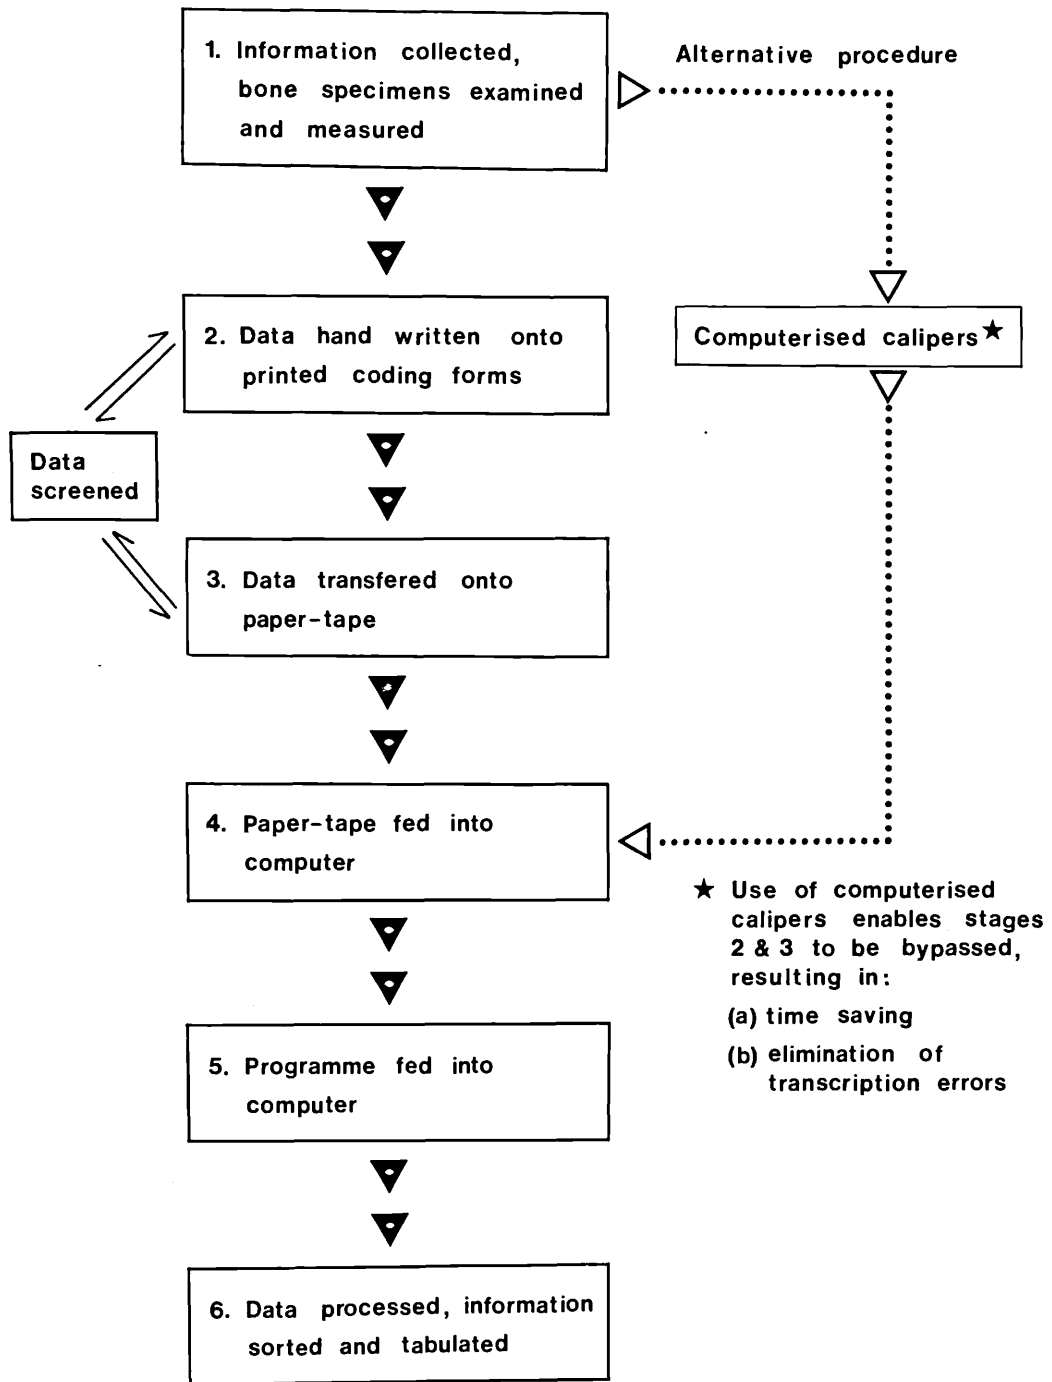 1. Information collected,
bone specimens examined
and measured
Alternative procedure
2. Data hand written onto
printed coding forms
Computerised calipers★
Data
screened
3. Data transfered onto
paper-tape
4. Paper-tape fed into
computer
★ Use of computerised
calipers enables stages
2 & 3 to be bypassed,
resulting in:
(a) time saving
(b) elimination of
transcription errors
5. Programme fed into
computer
6. Data processed, information
sorted and tabulated